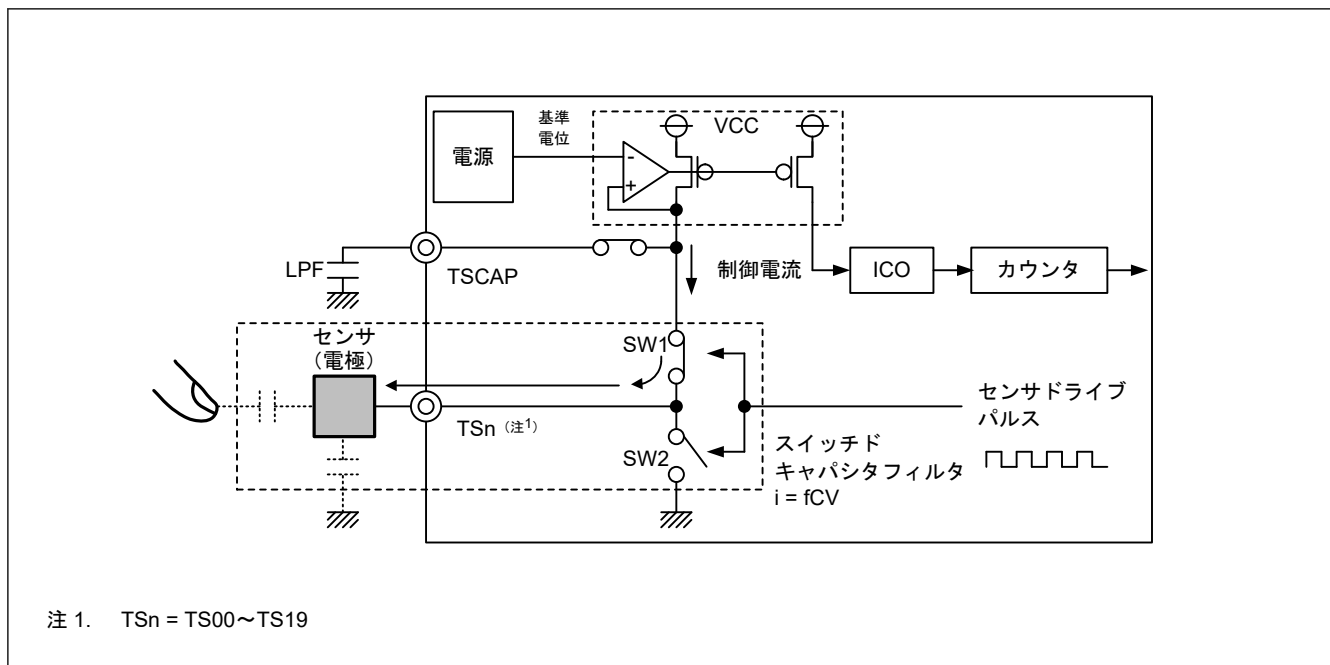 基準
電位
VCC
電源
-
+
LPF
TSCAP
制御電流
ICO
カウンタ
センサ
（電極）
SW1
センサドライブ
パルス
TSn（注1）
SW2
スイッチド
キャパシタフィルタ
i = fCV
注 1. TSn = TS00～TS19